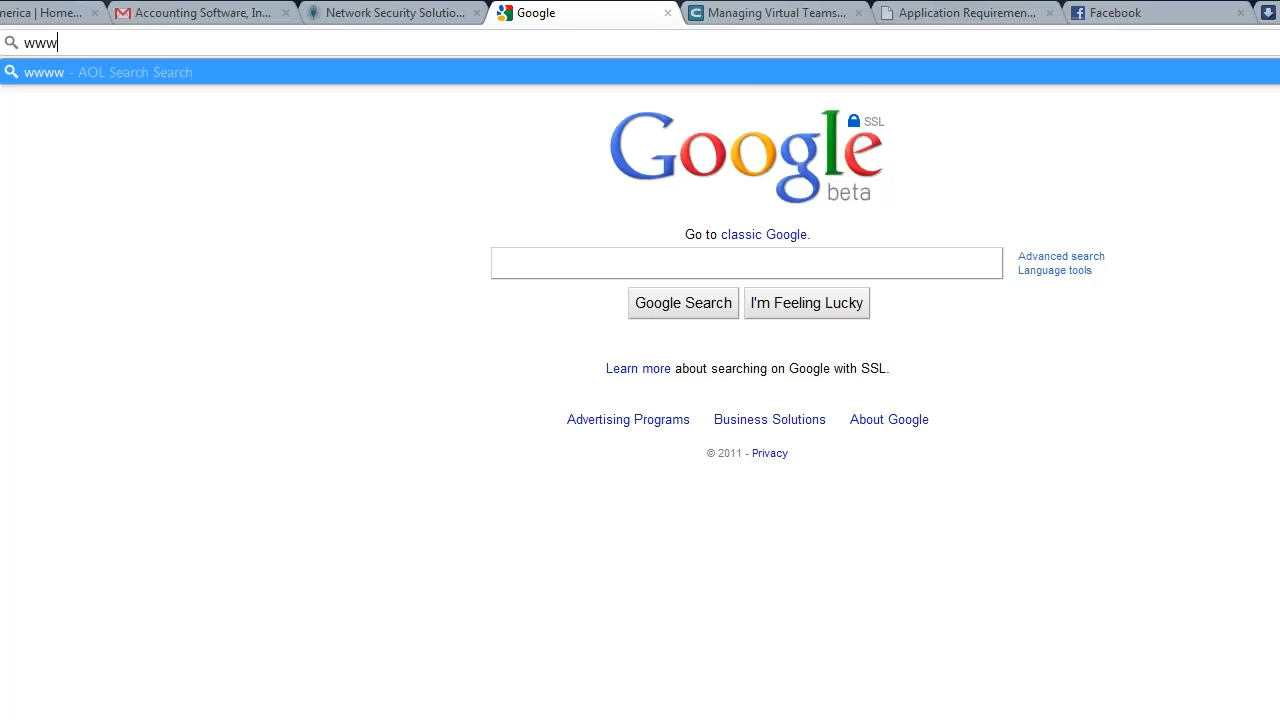 erica | Home...
Accounting Software, In...
Network Security Solutio...
Google
Managing Virtual Teams...
Application Requiremen...
Facebook
www
wwww - AOL Search Search
Google
SSL
beta
Go to classic Google.
Advanced search
Language tools
Google Search
I'm Feeling Lucky
Learn more about searching on Google with SSL.
Advertising Programs
Business Solutions
About Google
© 2011 - Privacy